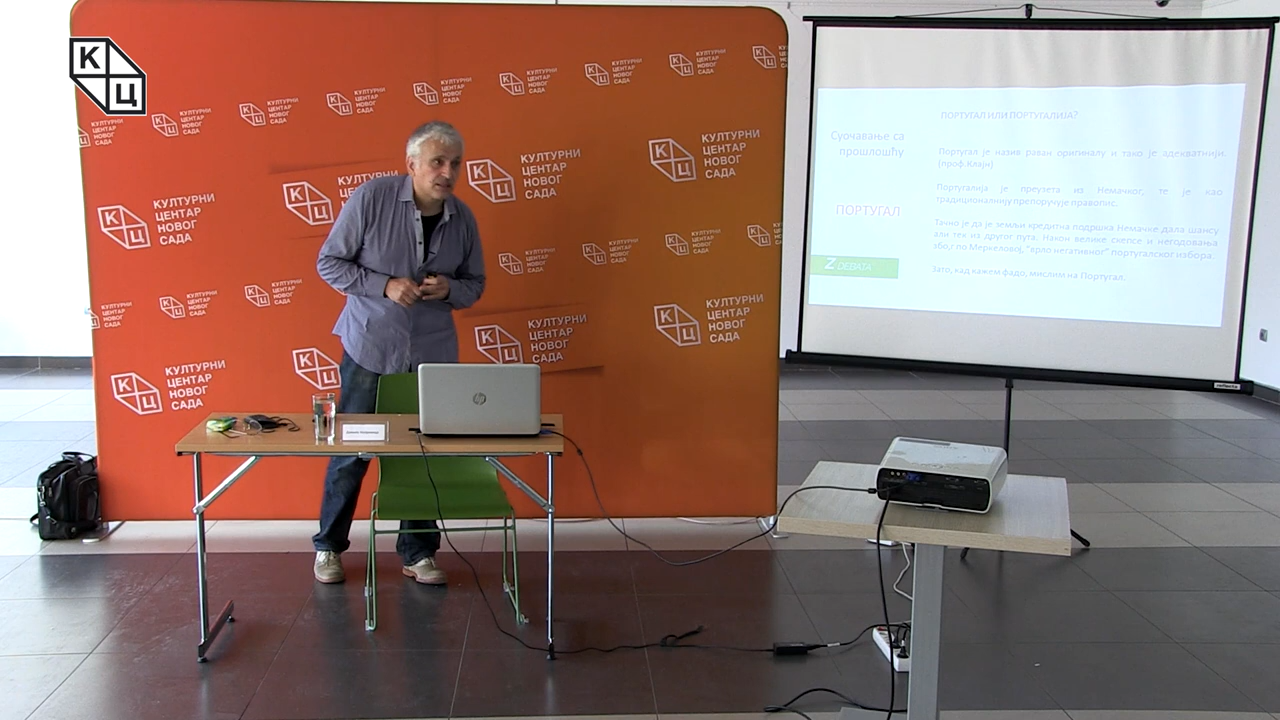 КЦ
КУЛТУРНИ
ЦЕНТАР
НОВОГ
САДА
ПОРТУГАЛ ИЛИ ПОРТУГАЛИЈА?
Суочавање са
прошлошћу
ПОРТУГАЛ
Z DEBATA
Португал је назив раван оригиналу и тако је адекватнији.
(проф. Клајн)
Португалија је преузета из Немачког, те је као
традиционалнију препоручује правопис.
Тачно је да је земљи кредитна подршка Немачке дала шансу
али тек из другог пута. Након велике скепсе и негодовања
због, по Меркеловој, "врло негативног" португалског избора.
Зато, кад кажем фадо, мислим на Португал.
hp
reflecta